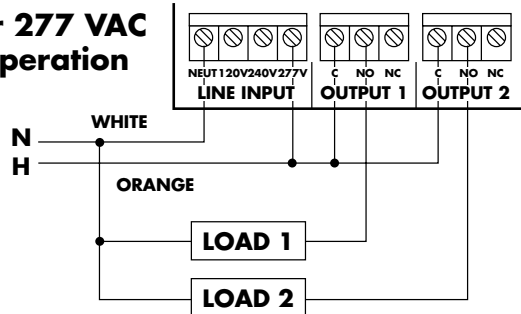 277 VAC
peration
NEUT 120V 240V 277V C NO NC C NO NC
LINE INPUT OUTPUT 1 OUTPUT 2
WHITE
N
H
ORANGE
LOAD 1
LOAD 2